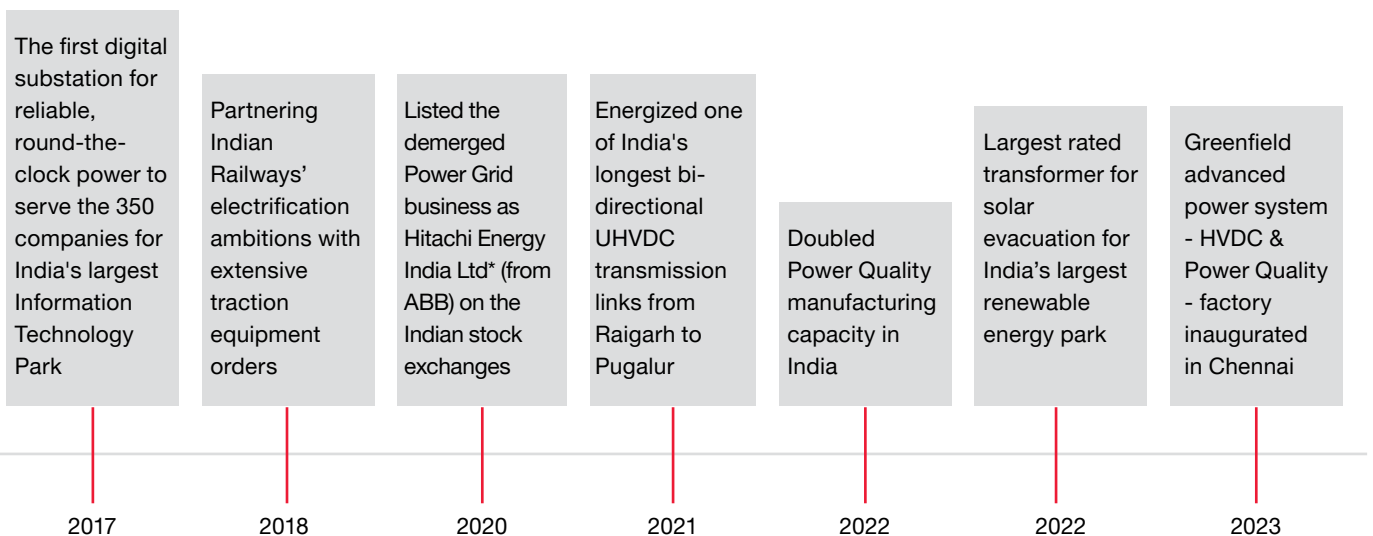 The first digital
substation for
reliable,
round-the-
clock power to
serve the 350
companies for
India's largest
Information
Technology
Park
2017
Partnering
Indian
Railways’
electrification
ambitions with
extensive
traction
equipment
orders
2018
Listed the
demerged
Power Grid
business as
Hitachi Energy
India Ltd* (from
ABB) on the
Indian stock
exchanges
2020
Energized one
of India's
longest bi-
directional
UHVDC
transmission
links from
Raigarh to
Pugalur
2021
Doubled
Power Quality
manufacturing
capacity in
India
2022
Largest rated
transformer for
solar
evacuation for
India’s largest
renewable
energy park
2022
Greenfield
advanced
power system
- HVDC &
Power Quality
- factory
inaugurated
in Chennai
2023